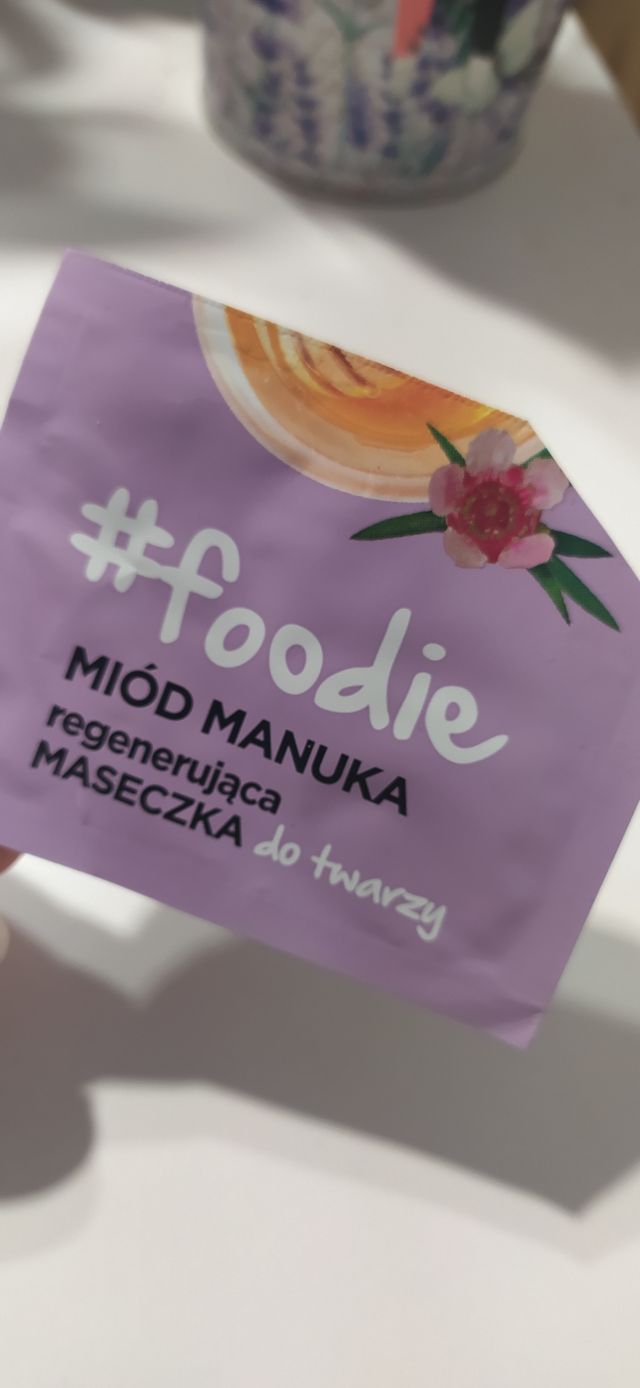 #foodie
MIÓD MANUKA
regenerująca
MASECZKA do twarzy